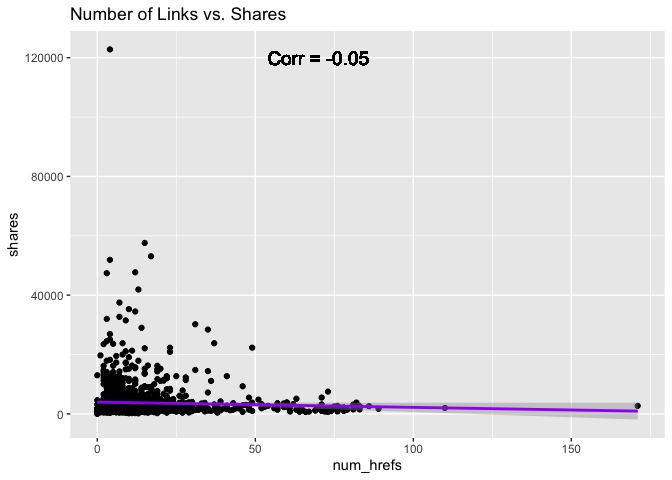 Number of Links vs. Shares
Corr = -0.05
120000
80000
40000
0
shares
0
50
100
150
num_hrefs